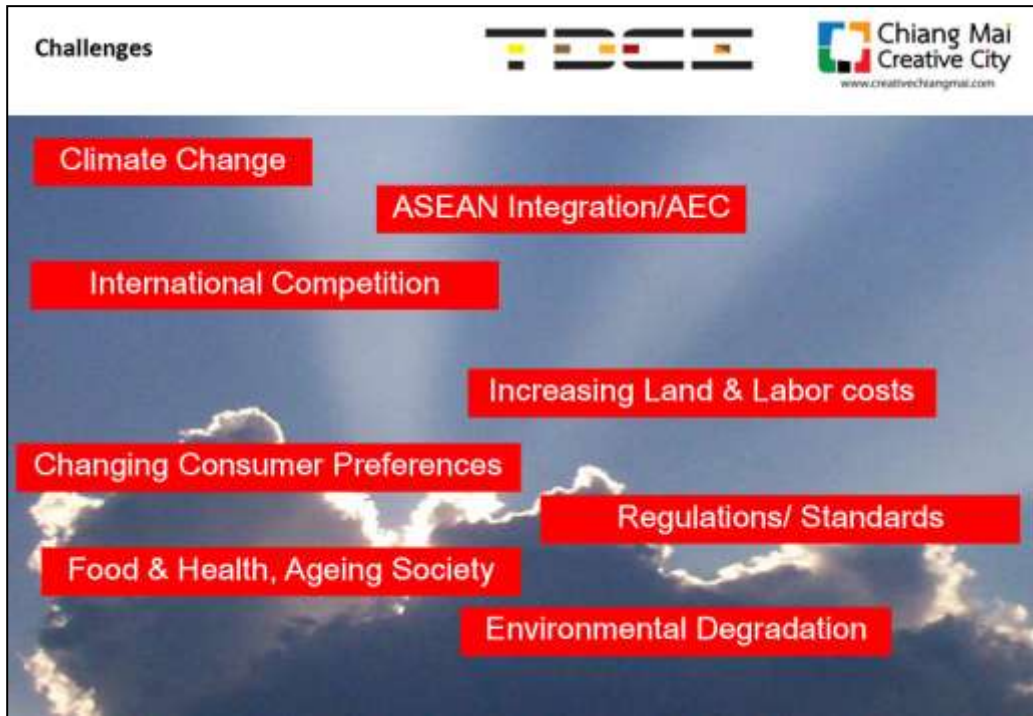 Challenges
TDCI
Chiang Mai
Creative City
www.creativechiangmai.com
Climate Change
ASEAN Integration/AEC
International Competition
Increasing Land & Labor costs
Changing Consumer Preferences
Regulations/ Standards
Food & Health, Ageing Society
Environmental Degradation